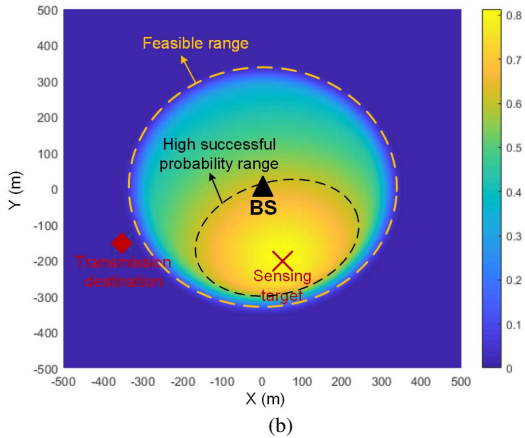 500
400
300
200
100
0
-100
-200
-300
-400
-500
Y (m)
Feasible range
High successful
probability range
BS
Transmission
destination
Sensing
target
-500 -400 -300 -200 -100 0 100 200 300 400 500
X (m)
0.8
0.7
0.6
0.5
0.4
0.3
0.2
0.1
0
(b)